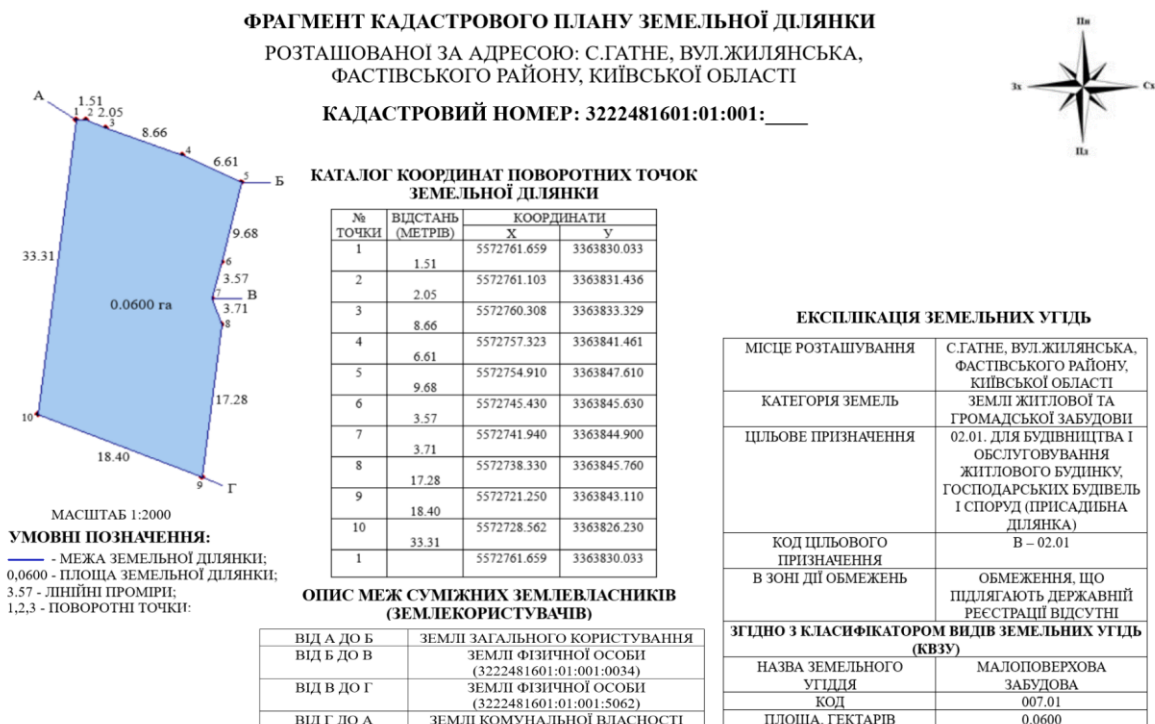 ФРАГМЕНТ КАДАСТРОВОГО ПЛАНУ ЗЕМЕЛЬНОЇ ДІЛЯНКИ
РОЗТАШОВАНОЇ ЗА АДРЕСОЮ: С.ГАТНЕ, ВУЛ.ЖИЛЯНСЬКА,
ФАСТІВСЬКОГО РАЙОНУ, КИЇВСЬКОЇ ОБЛАСТІ
КАДАСТРОВИЙ НОМЕР: 3222481601:01:001:____
Пн
Зх
Сх
Пд
А
1.51
1
2
2.05
3
8.66
4
6.61
5
Б
9.68
6
3.57
7
В
3.71
8
33.31
0.0600 га
17.28
10
18.40
9
Г
МАСШТАБ 1:2000
УМОВНІ ПОЗНАЧЕННЯ:
- МЕЖА ЗЕМЕЛЬНОЇ ДІЛЯНКИ;
0,0600 - ПЛОЩА ЗЕМЕЛЬНОЇ ДІЛЯНКИ;
3.57 - ЛІНІЙНІ ПРОМІРИ;
1,2,3 - ПОВОРОТНІ ТОЧКИ:
КАТАЛОГ КООРДИНАТ ПОВОРОТНИХ ТОЧОК
ЗЕМЕЛЬНОЇ ДІЛЯНКИ
№ ВІДСТАНЬ КООРДИНАТИ
ТОЧКИ (МЕТРІВ) X У
1 5572761.659 3363830.033
1.51
2 5572761.103 3363831.436
2.05
3 5572760.308 3363833.329
8.66
4 5572757.323 3363841.461
6.61
5 5572754.910 3363847.610
9.68
6 5572745.430 3363845.630
3.57
7 5572741.940 3363844.900
3.71
8 5572738.330 3363845.760
17.28
9 5572721.250 3363843.110
18.40
10 5572728.562 3363826.230
33.31
1 5572761.659 3363830.033
ОПИС МЕЖ СУМІЖНИХ ЗЕМЛЕВЛАСНИКІВ
(ЗЕМЛЕКОРИСТУВАЧІВ)
ВІД А ДО Б ЗЕМЛІ ЗАГАЛЬНОГО КОРИСТУВАННЯ
ВІД Б ДО В ЗЕМЛІ ФІЗИЧНОЇ ОСОБИ
(3222481601:01:001:0034)
ВІД В ДО Г ЗЕМЛІ ФІЗИЧНОЇ ОСОБИ
(3222481601:01:001:5062)
ВІД Г ДО А ЗЕМЛІ КОМУНАЛЬНОЇ ВЛАСНОСТІ
ЕКСПЛІКАЦІЯ ЗЕМЕЛЬНИХ УГІДЬ
МІСЦЕ РОЗТАШУВАННЯ С.ГАТНЕ, ВУЛ.ЖИЛЯНСЬКА,
ФАСТІВСЬКОГО РАЙОНУ,
КИЇВСЬКОЇ ОБЛАСТІ
КАТЕГОРІЯ ЗЕМЕЛЬ ЗЕМЛІ ЖИТЛОВОЇ ТА
ГРОМАДСЬКОЇ ЗАБУДОВИ
ЦІЛЬОВЕ ПРИЗНАЧЕННЯ 02.01. ДЛЯ БУДІВНИЦТВА І
ОБСЛУГОВУВАННЯ
ЖИТЛОВОГО БУДИНКУ,
ГОСПОДАРСЬКИХ БУДІВЕЛЬ
І СПОРУД (ПРИСАДИБНА
ДІЛЯНКА)
КОД ЦІЛЬОВОГО В – 02.01
ПРИЗНАЧЕННЯ
В ЗОНІ ДІЇ ОБМЕЖЕНЬ ОБМЕЖЕННЯ, ЩО
ПІДЛЯГАЮТЬ ДЕРЖАВНІЙ
РЕЄСТРАЦІЇ ВІДСУТНІ
ЗГІДНО З КЛАСИФІКАТОРОМ ВИДІВ ЗЕМЕЛЬНИХ УГІДЬ
(КВЗУ)
НАЗВА ЗЕМЕЛЬНОГО МАЛОПОВЕРХОВА
УГІДДЯ ЗАБУДОВА
КОД 007.01
ПЛОЩА, ГЕКТАРІВ 0.0600